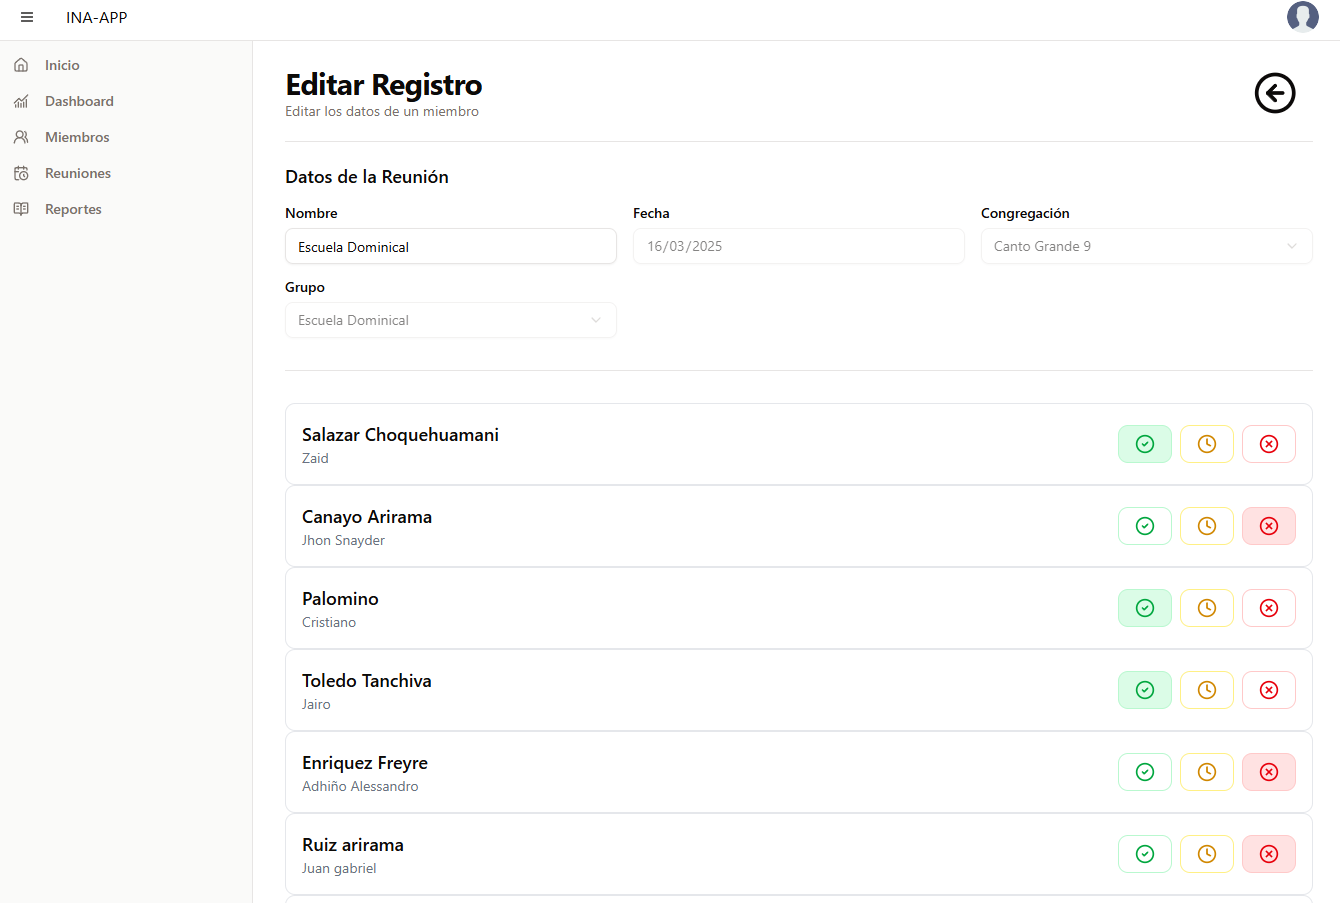 INA-APP
Inicio
Dashboard
Miembros
Reuniones
Reportes
Editar Registro
Editar los datos de un miembro
Datos de la Reunión
Nombre
Fecha
Congregación
Escuela Dominical
16/03/2025
Canto Grande 9
Grupo
Escuela Dominical
Salazar Choquehuamani
Zaid
Canayo Arirama
Jhon Snayder
Palomino
Cristiano
Toledo Tanchiva
Jairo
Enriquez Freyre
Adhiño Alessandro
Ruiz arirama
Juan gabriel